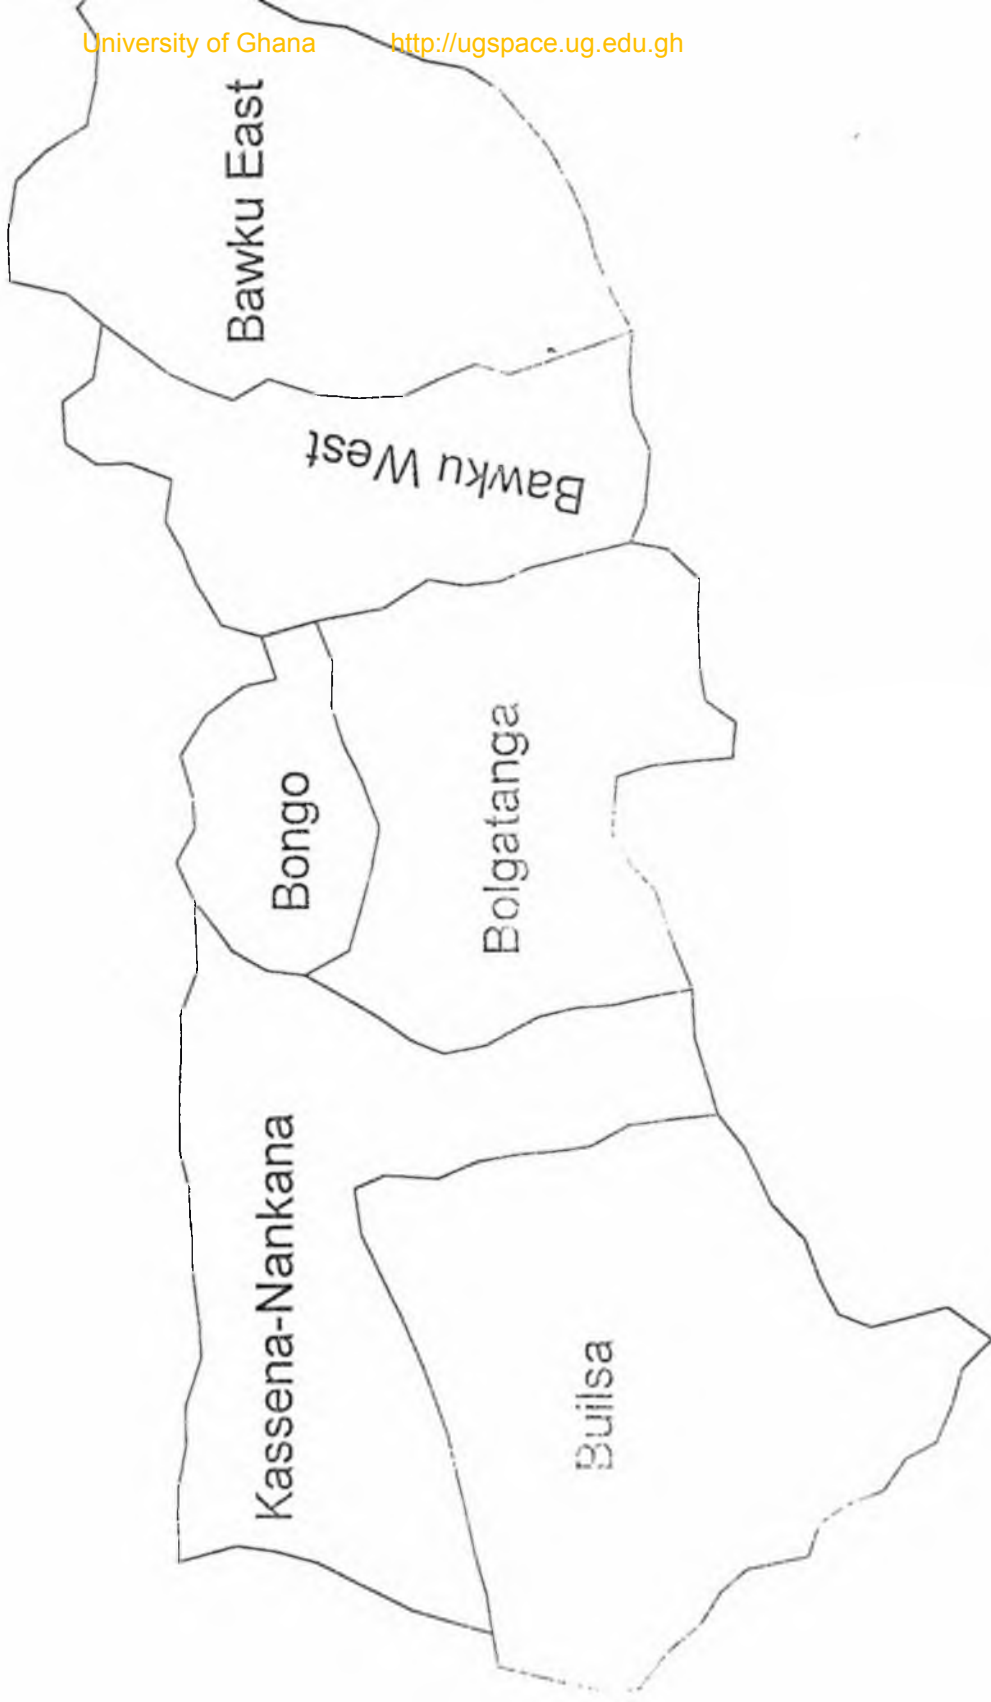 University of Ghana http://ugspace.ug.edu.gh
Bawku East
Bawku West
Bongo
Bolgatanga
Kassena-Nankana
Builsa